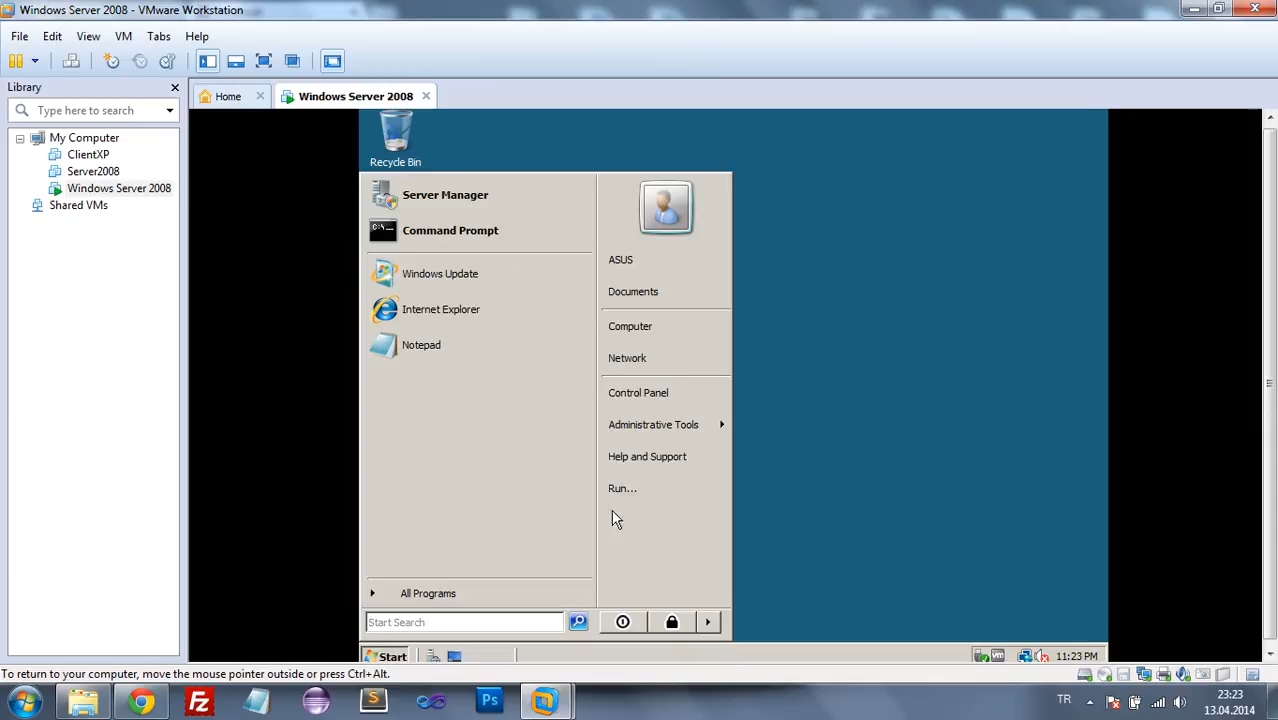 Windows Server 2008 - VMware Workstation
File Edit View VM Tabs Help
Library
Home
Windows Server 2008
Type here to search
My Computer
ClientXP
Server2008
Windows Server 2008
Shared VMs
Recycle Bin
Server Manager
C:\
Command Prompt
Windows Update
Internet Explorer
Notepad
ASUS
Documents
Computer
Network
Control Panel
Administrative Tools
Help and Support
Run...
All Programs
Start Search
Start
11:23 PM
To return to your computer, move the mouse pointer outside or press Ctrl+Alt.
Fz
S
Ps
TR
23:23
13.04.2014